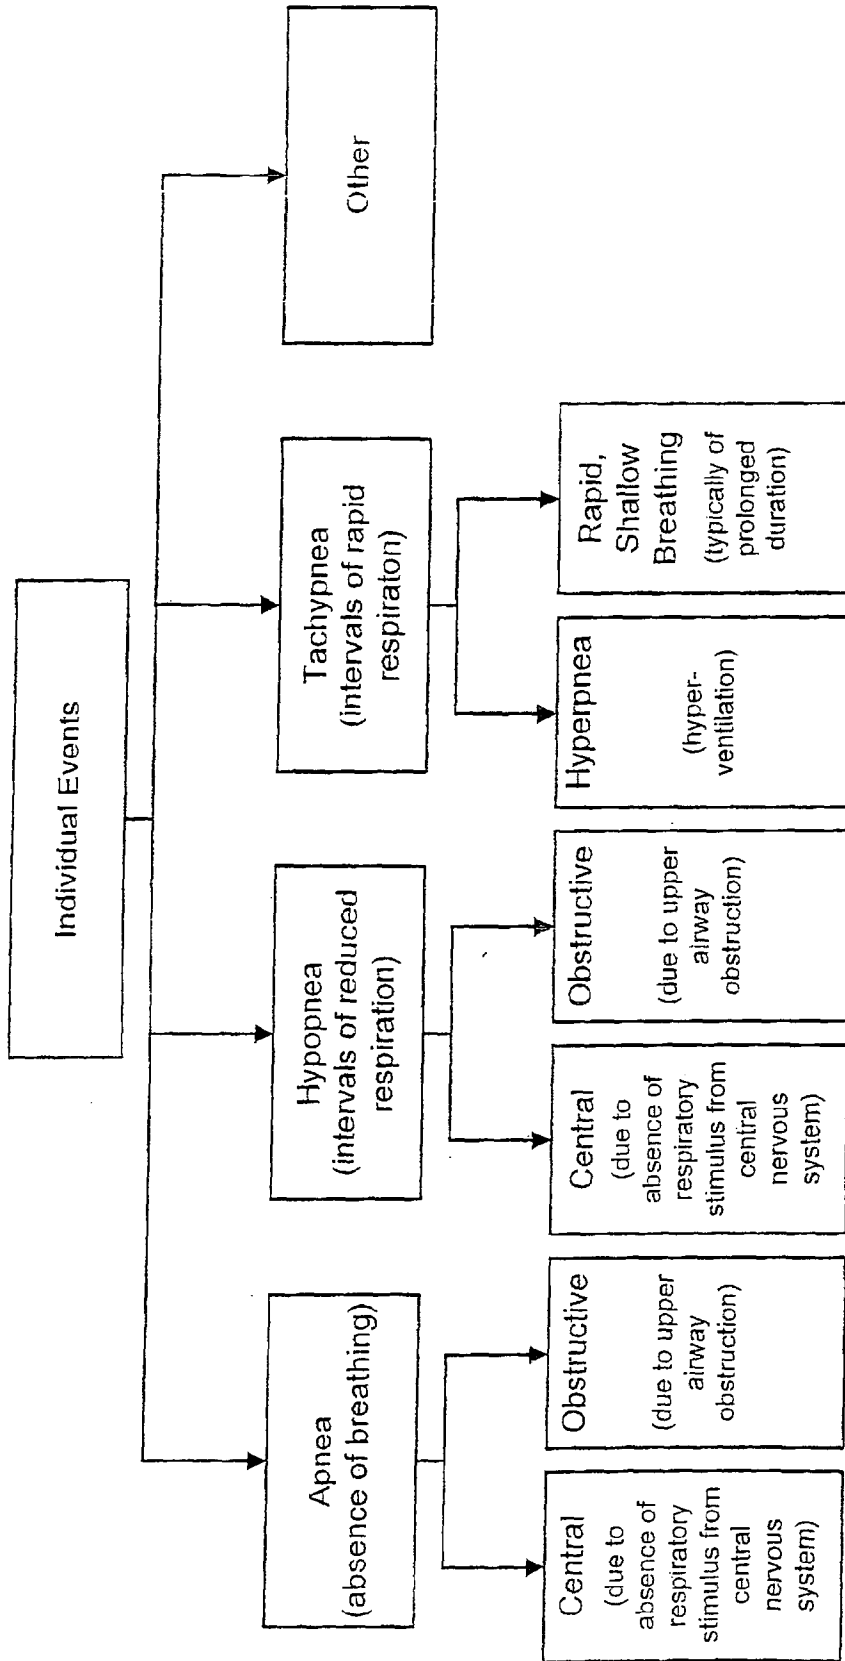 Individual Events
Apnea
(absence of breathing)
Hypopnea
(intervals of reduced
respiration)
Tachypnea
(intervals of rapid
respiraton)
Other
Central
(due to
absence of
respiratory
stimulus from
central
nervous
system)
Obstructive
(due to upper
airway
obstruction)
Central
(due to
absence of
respiratory
stimulus from
central
nervous
system)
Obstructive
(due to upper
airway
obstruction)
Hyperpnea
(hyper-
ventilation)
Rapid,
Shallow
Breathing
(typically of
prolonged
duration)